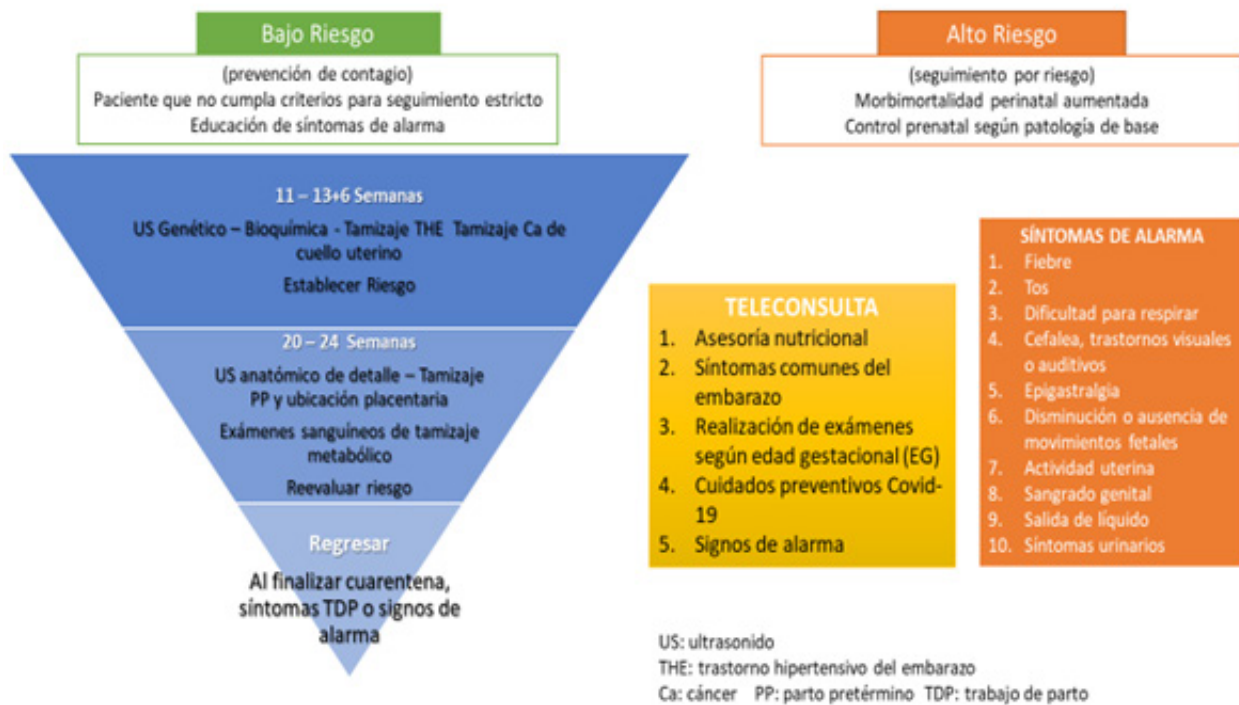 Bajo Riesgo
(prevención de contagio)
Paciente que no cumpla criterios para seguimiento estricto
Educación de síntomas de alarma
Alto Riesgo
(seguimiento por riesgo)
Morbimortalidad perinatal aumentada
Control prenatal según patología de base
11 – 13+6 Semanas
US Genético – Bioquímica - Tamizaje THE Tamizaje Ca de
cuello uterino
Establecer Riesgo
20 – 24 Semanas
US anatómico de detalle – Tamizaje
PP y ubicación placentaria
Exámenes sanguíneos de tamizaje
metabólico
Reevaluar riesgo
Regresar
Al finalizar cuarentena,
síntomas TDP o signos de
alarma
TELECONSULTA
1. Asesoría nutricional
2. Síntomas comunes del
embarazo
3. Realización de exámenes
según edad gestacional (EG)
4. Cuidados preventivos Covid-
19
5. Signos de alarma
SÍNTOMAS DE ALARMA
1. Fiebre
2. Tos
3. Dificultad para respirar
4. Cefalea, trastornos visuales
o auditivos
5. Epigastralgia
6. Disminución o ausencia de
movimientos fetales
7. Actividad uterina
8. Sangrado genital
9. Salida de líquido
10. Síntomas urinarios
US: ultrasonido
THE: trastorno hipertensivo del embarazo
Ca: cáncer PP: parto pretérmino TDP: trabajo de parto